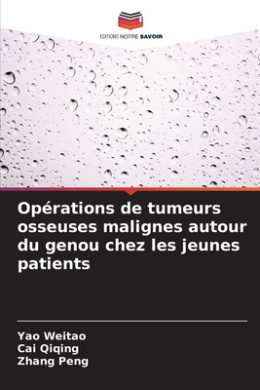 EDITIONS NOTRE SAVOIR
Opérations de tumeurs
osseuses malignes autour
du genou chez les jeunes
patients
Yao Weitao
Cai Qiqing
Zhang Peng